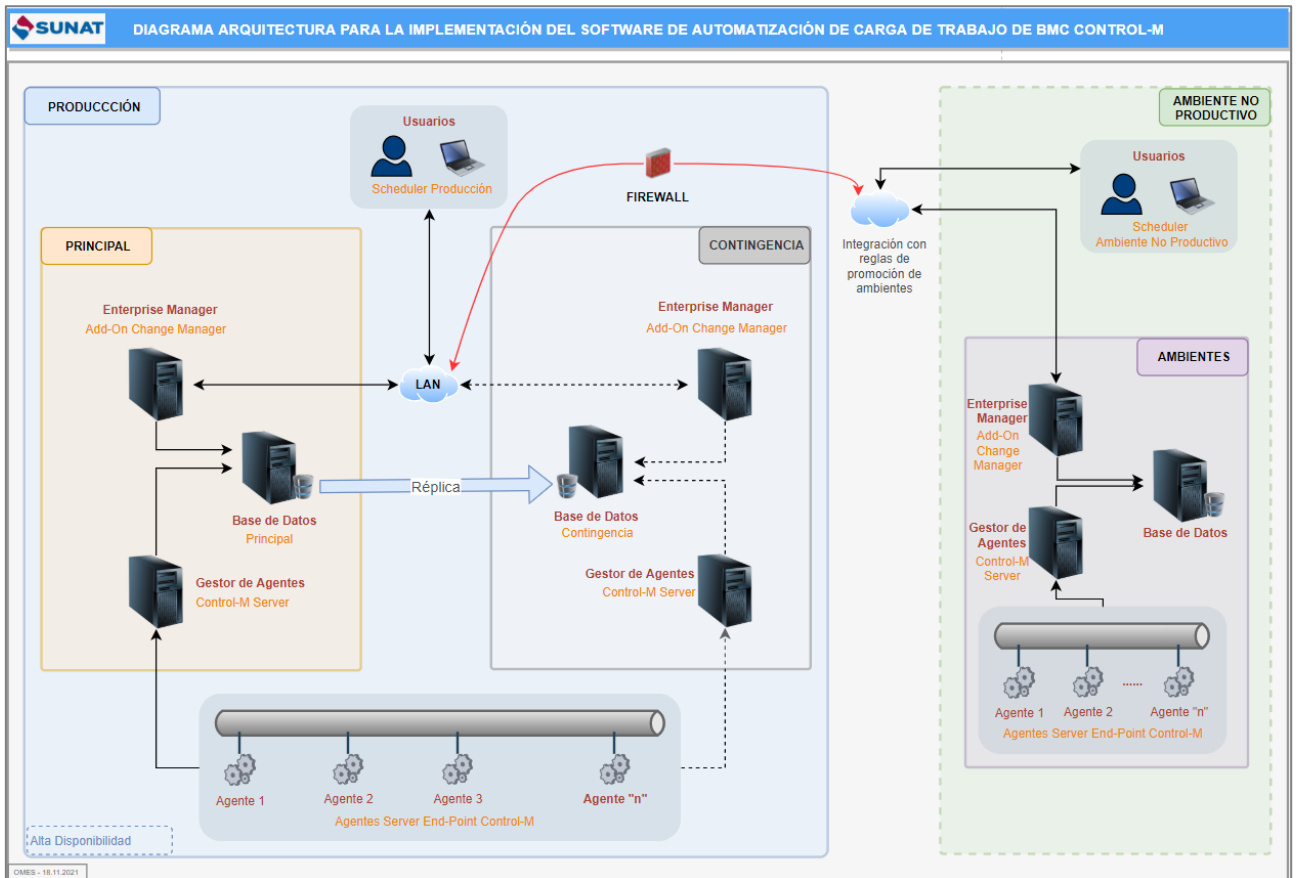 SUNAT
DIAGRAMA ARQUITECTURA PARA LA IMPLEMENTACIÓN DEL SOFTWARE DE AUTOMATIZACIÓN DE CARGA DE TRABAJO DE BMC CONTROL-M
PRODUCCCIÓN
Usuarios
Scheduler Producción
FIREWALL
PRINCIPAL
Enterprise Manager
Add-On Change Manager
LAN
Base de Datos
Principal
Gestor de Agentes
Control-M Server
Réplica
CONTINGENCIA
Enterprise Manager
Add-On Change Manager
Base de Datos
Contingencia
Gestor de Agentes
Control-M Server
Agente 1
Agente 2
Agente 3
Agente "n"
Agentes Server End-Point Control-M
Alta Disponibilidad
Integración con
reglas de
promoción de
ambientes
AMBIENTE NO
PRODUCTIVO
Usuarios
Scheduler
Ambiente No Productivo
AMBIENTES
Enterprise
Manager
Add-On
Change
Manager
Base de Datos
Gestor de
Agentes
Control-M
Server
Agente 1
Agente 2
......
Agente "n"
Agentes Server End-Point Control-M
OMES - 18.11.2021